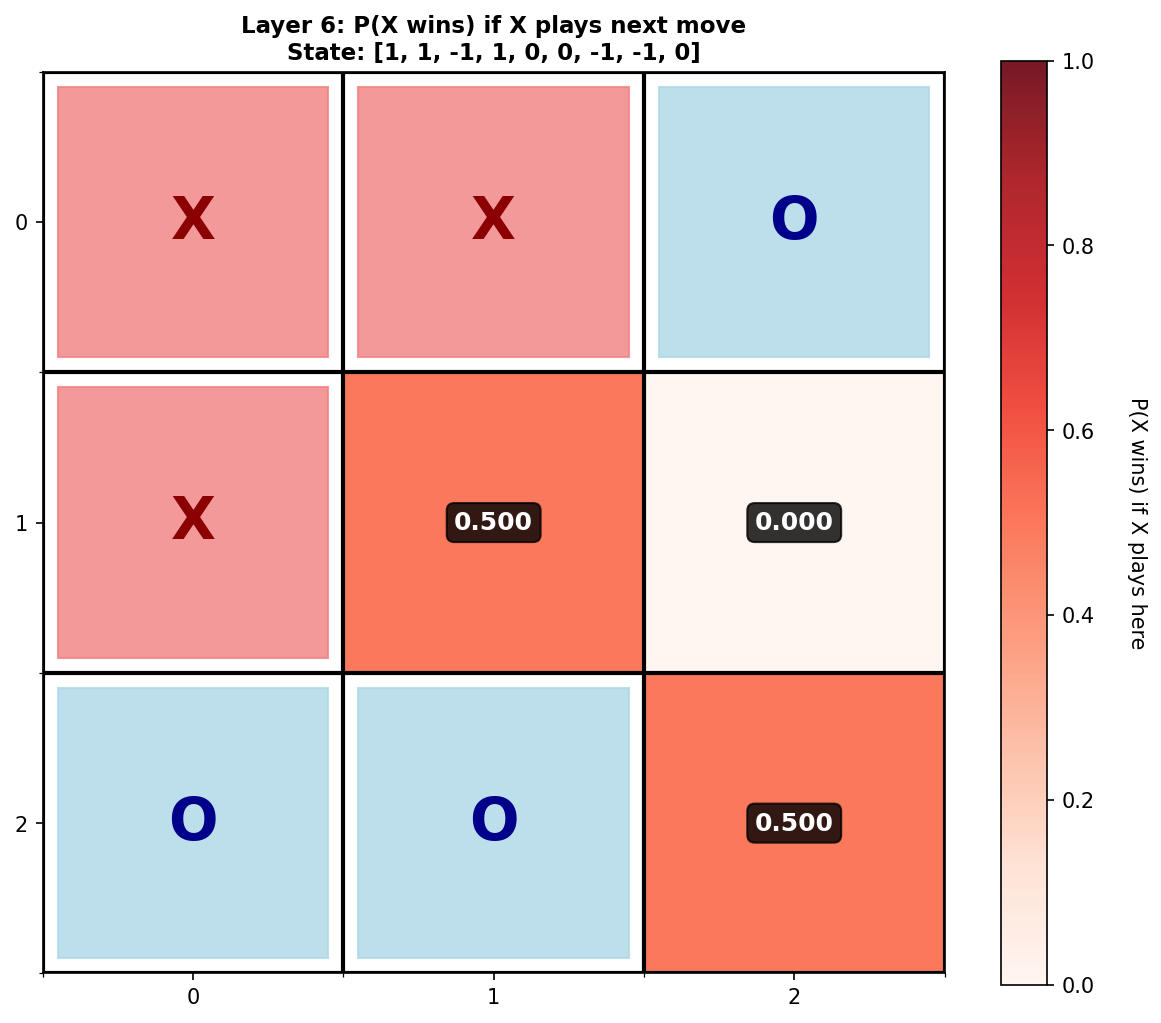 Layer 6: P(X wins) if X plays next move
State: [1, 1, -1, 1, 0, 0, -1, -1, 0]
0
X
X
O
1
X
0.500
0.000
2
O
O
0.500
0
1
2
1.0
0.8
0.6
0.4
0.2
0.0
P(X wins) if X plays here